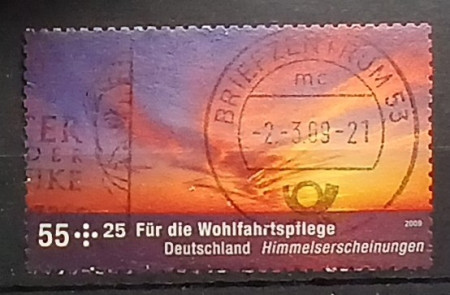 BRIEFZENTRUM 53
mc
-2.-3.09-21
55+25 Für die Wohlfahrtspflege
2009
Deutschland Himmelserscheinungen